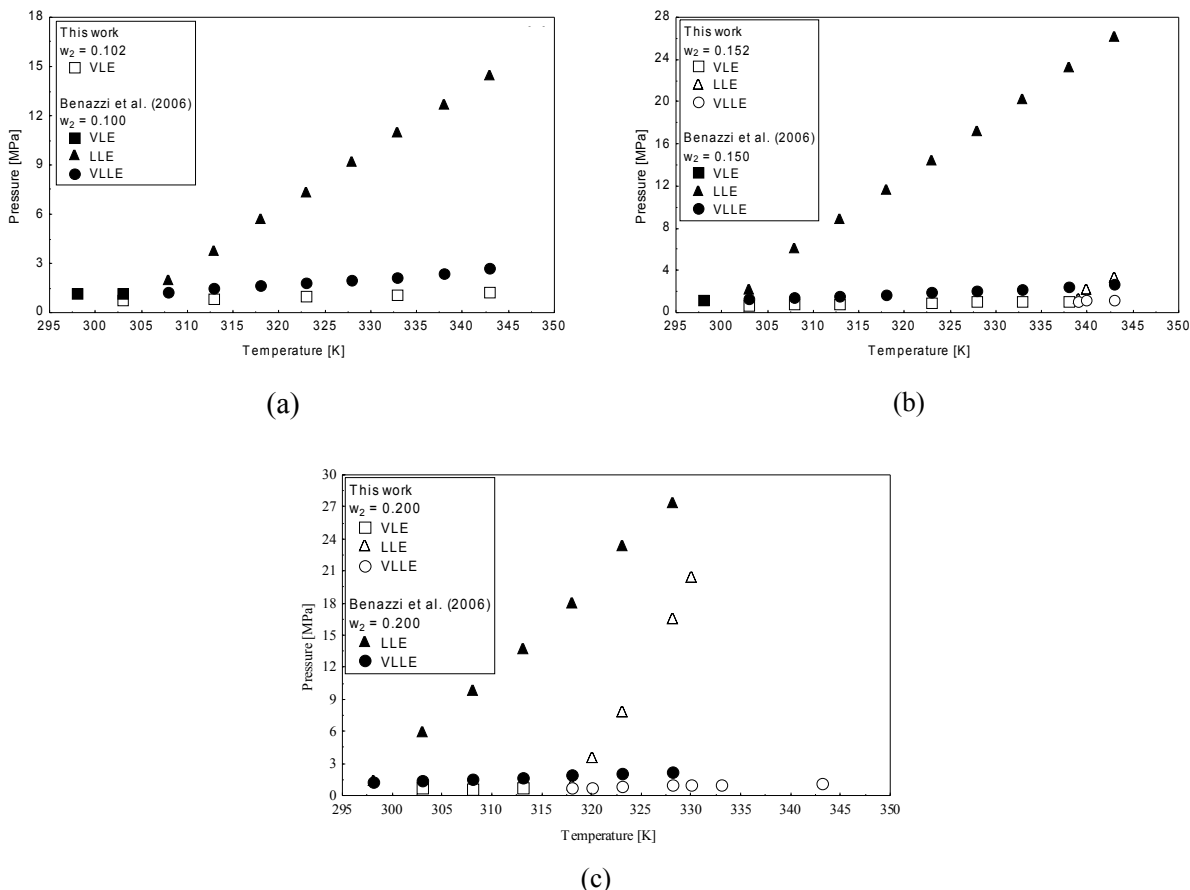 This work
w2 = 0.102
VLE
Benazzi et al. (2006)
w2 = 0.100
VLE
LLE
VLLE
18
15
12
9
6
3
0
Pressure [MPa]
295 300 305 310 315 320 325 330 335 340 345 350
Temperature [K]
(a)
This work
w2 = 0.152
VLE
LLE
VLLE
Benazzi et al. (2006)
w2 = 0.150
VLE
LLE
VLLE
28
24
20
16
12
8
4
0
Pressure [MPa]
295 300 305 310 315 320 325 330 335 340 345 350
Temperature [K]
(b)
This work
w2 = 0.200
VLE
LLE
VLLE
Benazzi et al. (2006)
w2 = 0.200
LLE
VLLE
30
27
24
21
18
15
12
9
6
3
0
Pressure [MPa]
295 300 305 310 315 320 325 330 335 340 345 350
Temperature [K]
(c)